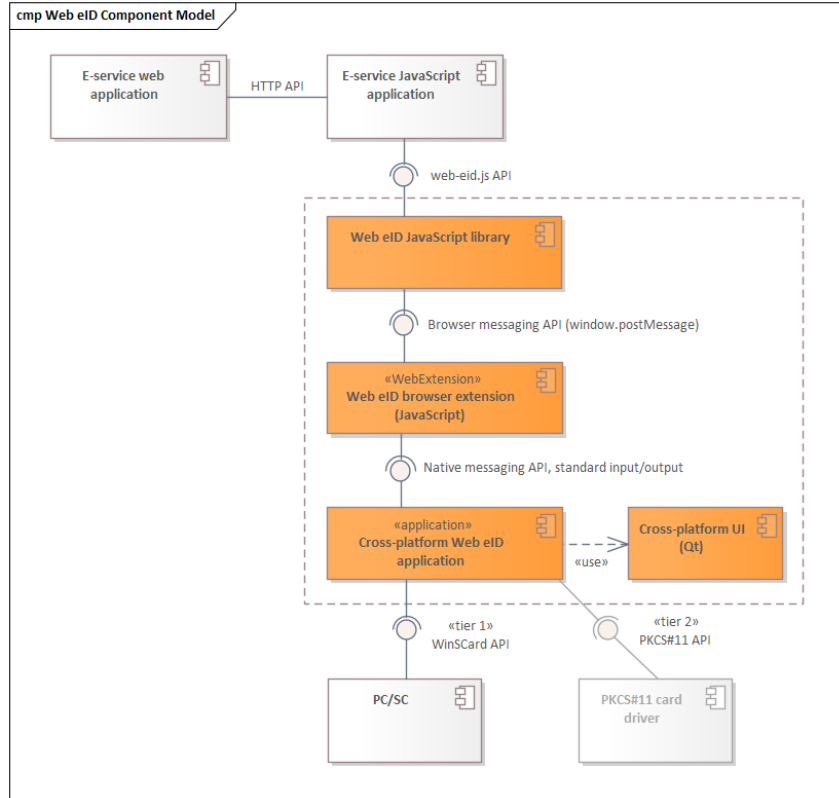 cmp Web eID Component Model
E-service web
application
HTTP API
E-service JavaScript
application
web-eid.js API
Web eID JavaScript library
Browser messaging API (window.postMessage)
«WebExtension»
Web eID browser extension
(JavaScript)
Native messaging API, standard input/output
«application»
Cross-platform Web eID
application
«use»
Cross-platform UI
(Qt)
«tier 1»
WinSCard API
«tier 2»
PKCS#11 API
PC/SC
PKCS#11 card
driver